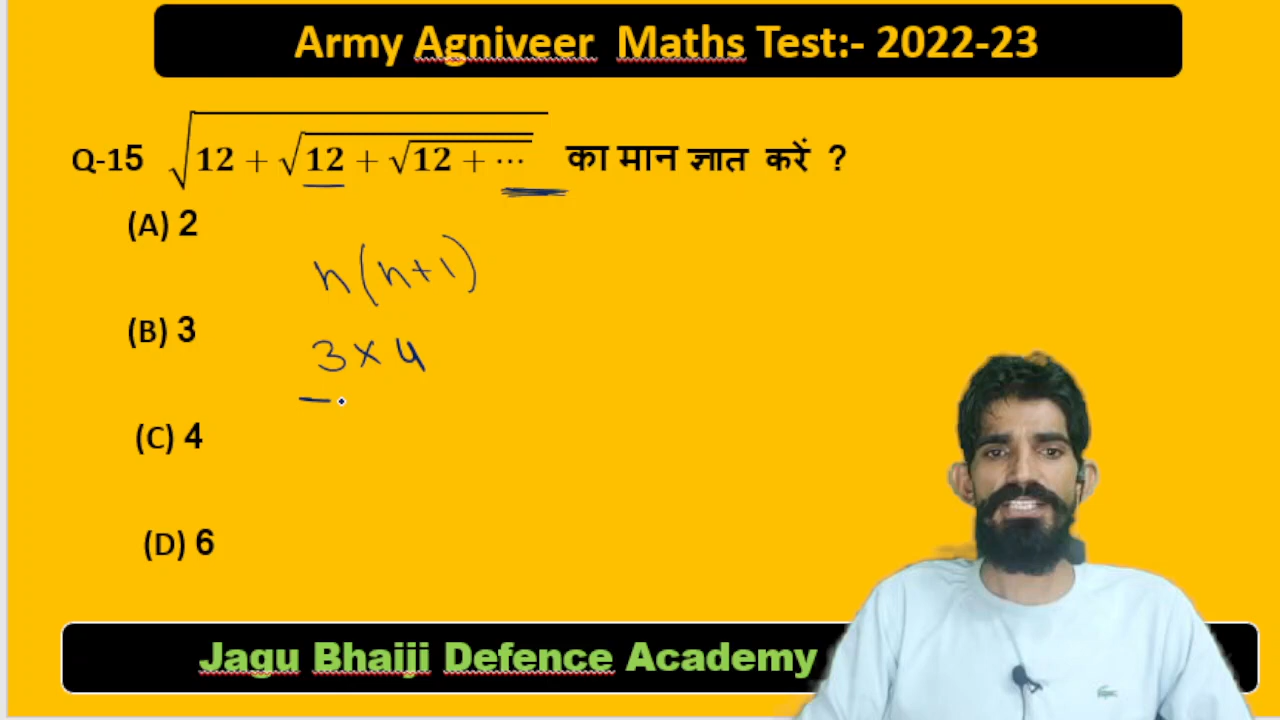 Army Agniveer Maths Test:- 2022-23
Q-15 √(12 + √(12 + √(12 + ⋯))) का मान ज्ञात करें ?
(A) 2
n(n+1)
(B) 3
3 × 4
(C) 4
(D) 6
Jagu Bhaiji Defence Academy